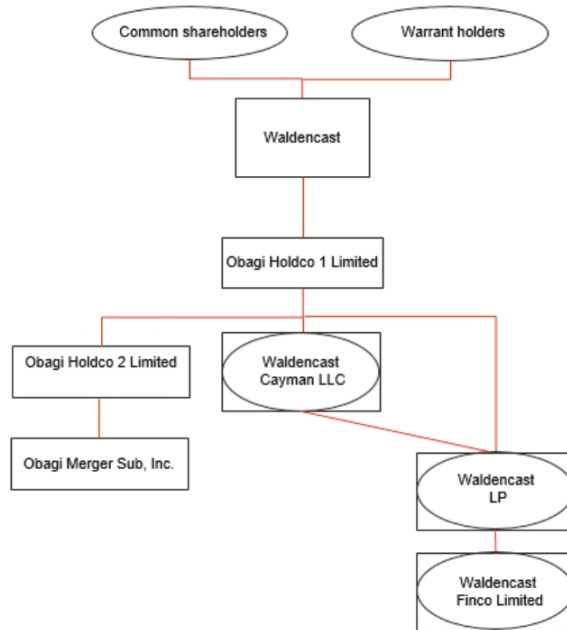 Common shareholders
Warrant holders
Waldencast
Obagi Holdco 1 Limited
Obagi Holdco 2 Limited
Waldencast
Cayman LLC
Obagi Merger Sub, Inc.
Waldencast
LP
Waldencast
Finco Limited